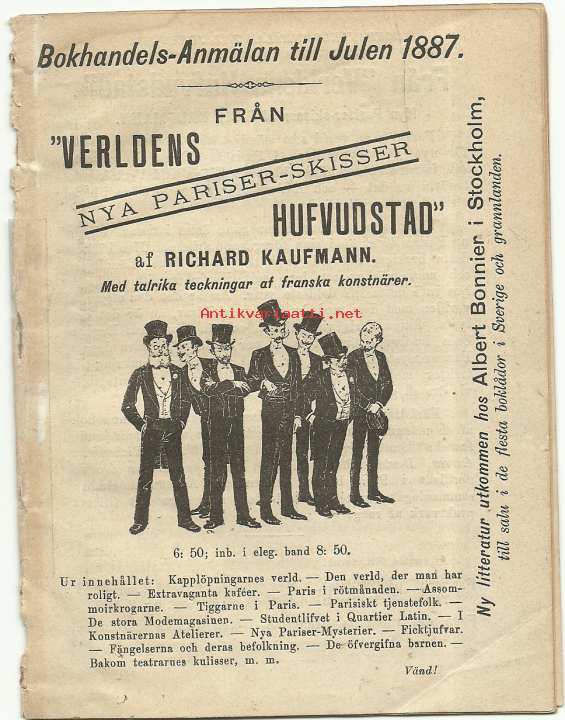 Bokhandels-Anmälan till Julen 1887.
FRÅN
"VERLDENS
NYA PARISER-SKISSER
HUFVUDSTAD"
af RICHARD KAUFMANN.
Med talrika teckningar af franska konstnärer.
Antikvariaatti.net
6: 50; inb. i eleg. band 8: 50.
Ur innehållet: Kapplöpningarnes verld. — Den verld, der man har
roligt. — Extravaganta kaféer. — Paris i rötmånaden. — Assom-
moirkrogarne. — Tiggarne i Paris. — Parisiskt tjenstefolk. —
De stora Modemagasinen. — Studentlifvet i Quartier Latin. — I
Konstnärernas Atelierer. — Nya Pariser-Mysterier. — Ficktjufvar.
— Fängelserna och deras befolkning. — De öfvergifna barnen. —
Bakom teatrarnes kulisser, m. m.
Vänd!
Ny litteratur utkommen hos Albert Bonnier i Stockholm,
till salu i de flesta boklådor i Sverige och grannlanden.